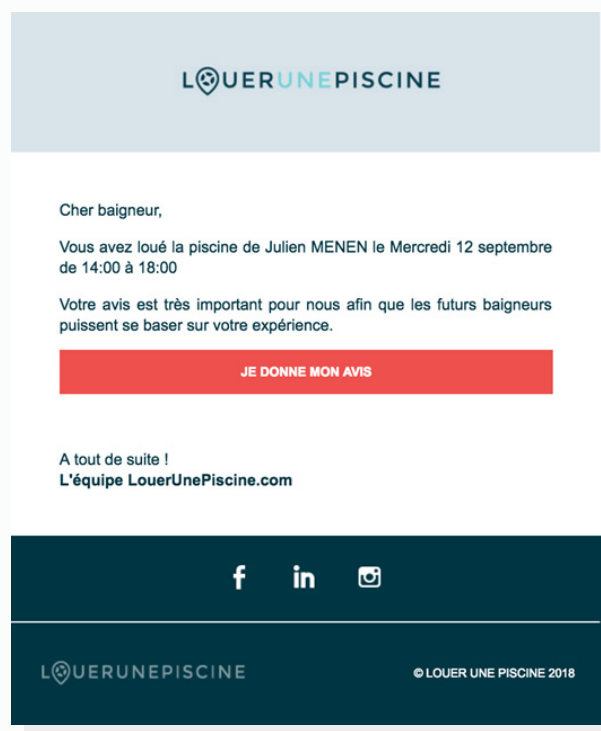 LOUERUNEPISCINE
Cher baigneur,
Vous avez loué la piscine de Julien MENEN le Mercredi 12 septembre
de 14:00 à 18:00
Votre avis est très important pour nous afin que les futurs baigneurs
puissent se baser sur votre expérience.
JE DONNE MON AVIS
A tout de suite !
L'équipe LouerUnePiscine.com
f in
LOUERUNEPISCINE © LOUER UNE PISCINE 2018